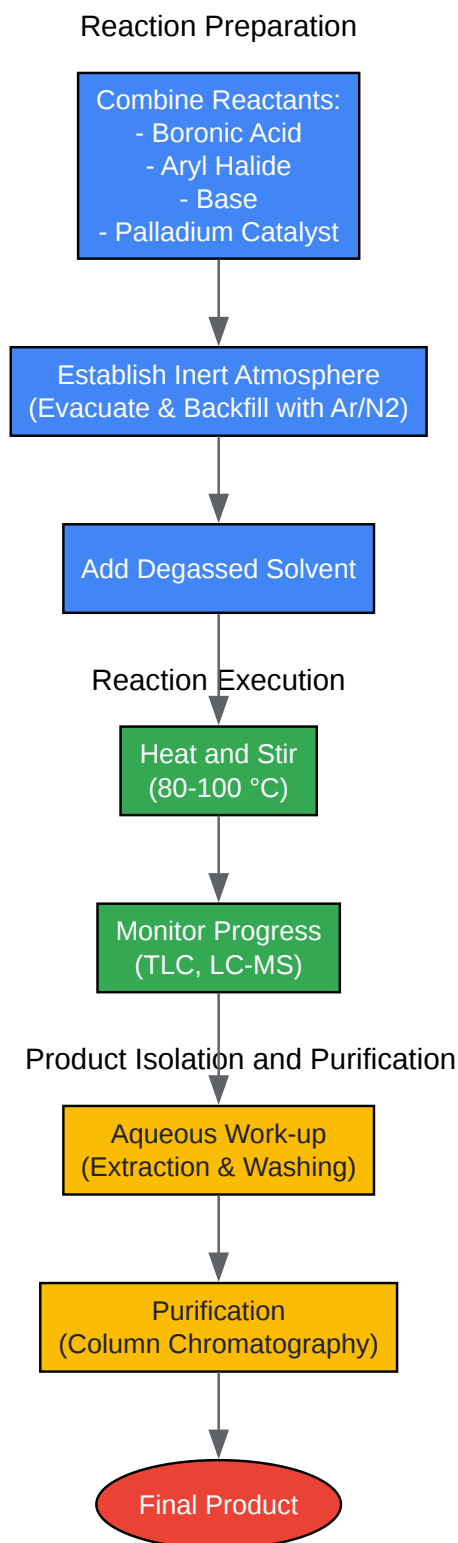 Reaction Preparation
Combine Reactants:
- Boronic Acid
- Aryl Halide
- Base
- Palladium Catalyst
Establish Inert Atmosphere
(Evacuate & Backfill with Ar/N2)
Add Degassed Solvent
Reaction Execution
Heat and Stir
(80-100 °C)
Monitor Progress
(TLC, LC-MS)
Product Isolation and Purification
Aqueous Work-up
(Extraction & Washing)
Purification
(Column Chromatography)
Final Product